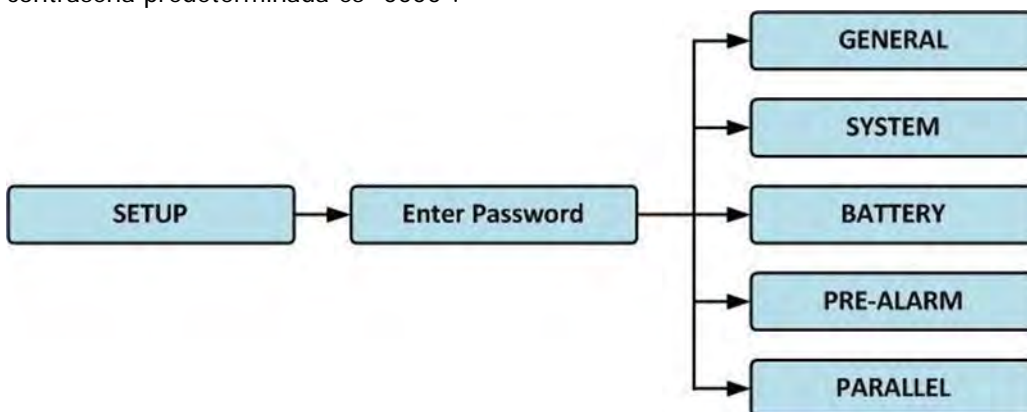 contraseña predeterminada es "0000".
GENERAL
SYSTEM
SETUP
Enter Password
BATTERY
PRE-ALARM
PARALLEL